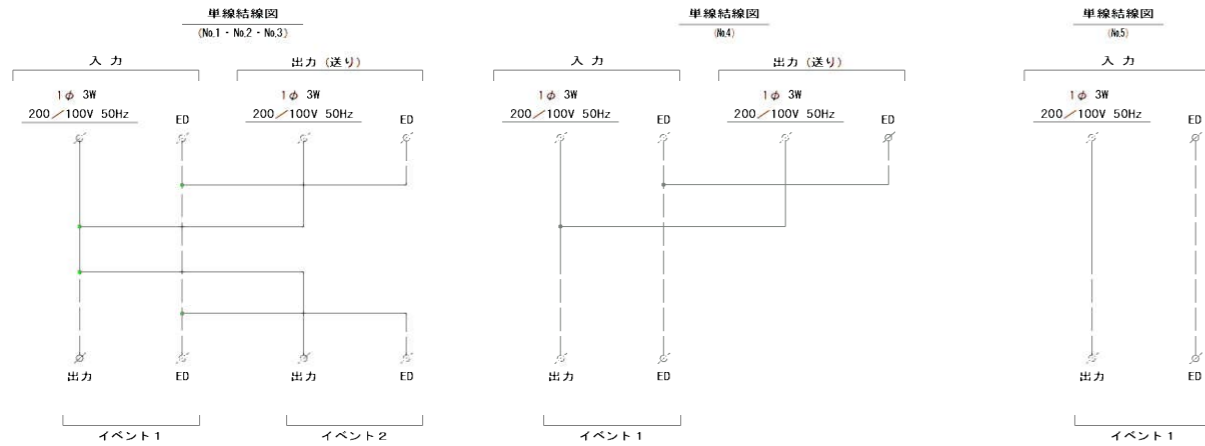 単線結線図
(No.1・No.2・No.3)
入 力
出力 (送り)
1φ 3W
200／100V 50Hz
ED
1φ 3W
200／100V 50Hz
ED
出力
ED
出力
ED
イベント1
イベント2
単線結線図
(No.4)
入 力
出力 (送り)
1φ 3W
200／100V 50Hz
ED
1φ 3W
200／100V 50Hz
ED
出力
ED
イベント1
単線結線図
(No.5)
入 力
1φ 3W
200／100V 50Hz
ED
出力
ED
イベント1